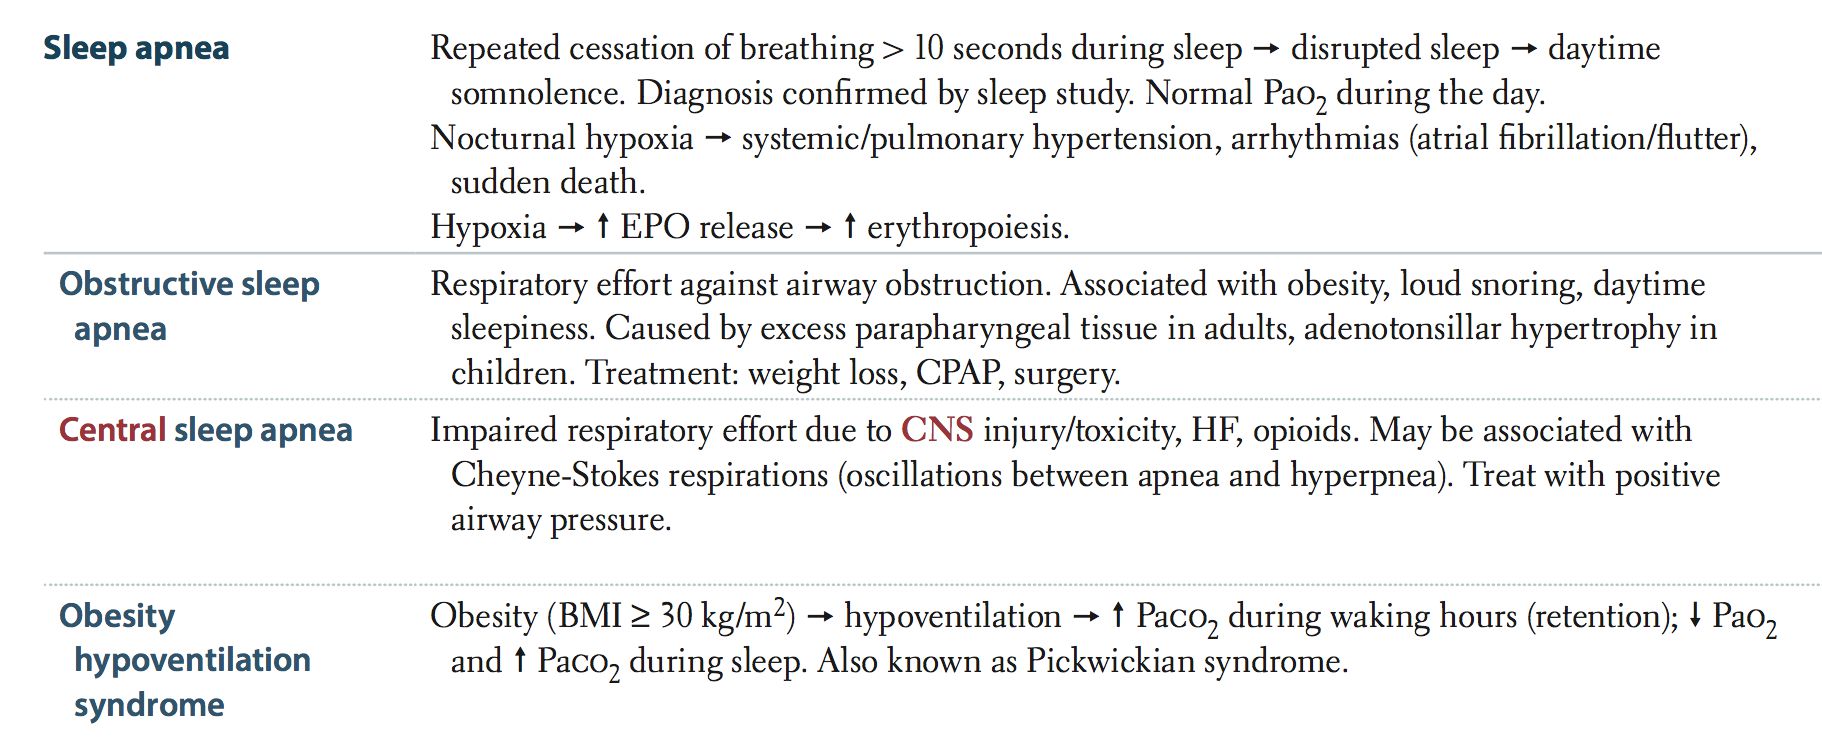 Sleep apnea
Repeated cessation of breathing > 10 seconds during sleep → disrupted sleep → daytime
somnolence. Diagnosis confirmed by sleep study. Normal Pao₂ during the day.
Nocturnal hypoxia → systemic/pulmonary hypertension, arrhythmias (atrial fibrillation/flutter),
sudden death.
Hypoxia → ↑ EPO release → ↑ erythropoiesis.
Obstructive sleep
apnea
Respiratory effort against airway obstruction. Associated with obesity, loud snoring, daytime
sleepiness. Caused by excess parapharyngeal tissue in adults, adenotonsillar hypertrophy in
children. Treatment: weight loss, CPAP, surgery.
Central sleep apnea
Impaired respiratory effort due to CNS injury/toxicity, HF, opioids. May be associated with
Cheyne-Stokes respirations (oscillations between apnea and hyperpnea). Treat with positive
airway pressure.
Obesity
hypoventilation
syndrome
Obesity (BMI ≥ 30 kg/m²) → hypoventilation → ↑ Paco₂ during waking hours (retention); ↓ Pao₂
and ↑ Paco₂ during sleep. Also known as Pickwickian syndrome.